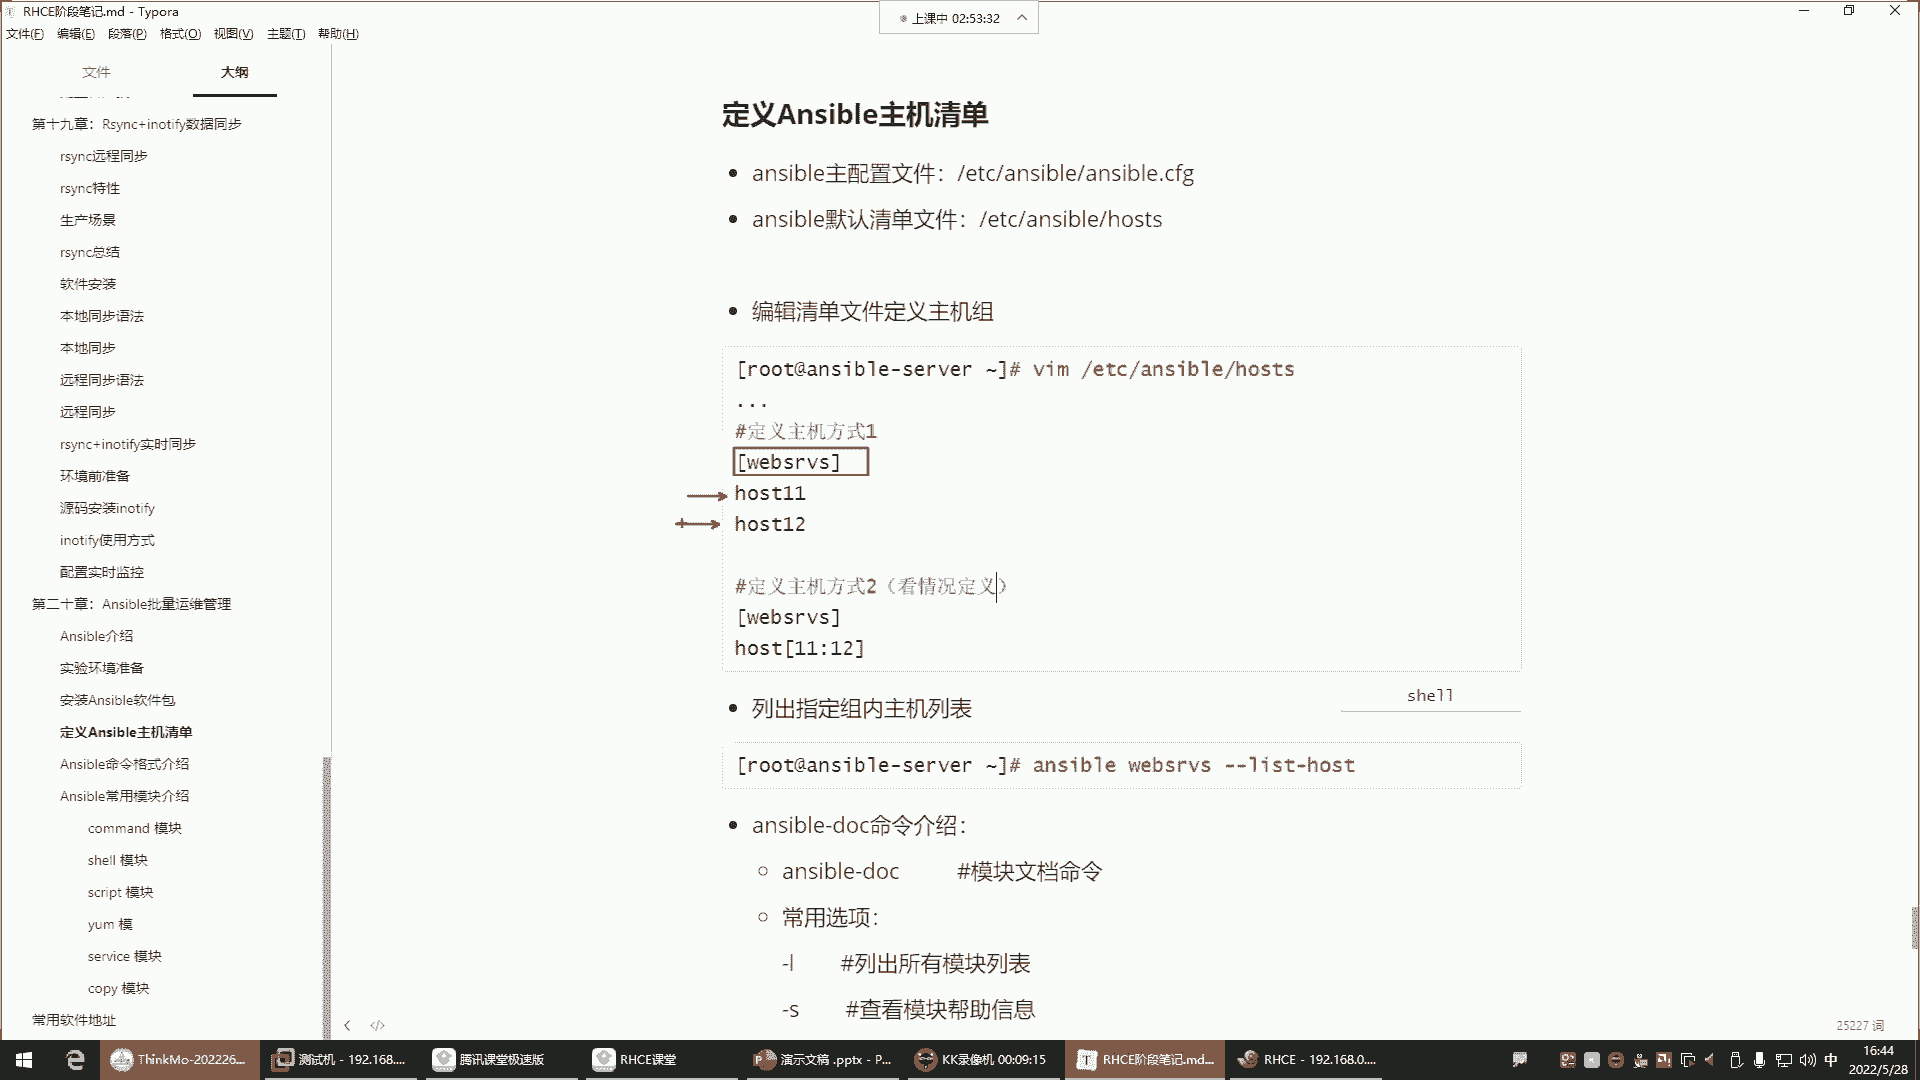 RHCE阶段笔记.md - Typora
上课中 02:53:32
文件(F) 编辑(E) 段落(P) 格式(O) 视图(V) 主题(T) 帮助(H)
文件 大纲
第十九章：Rsync+inotify数据同步
rsync远程同步
rsync特性
生产场景
rsync总结
软件安装
本地同步语法
本地同步
远程同步语法
远程同步
rsync+inotify实时同步
环境前准备
源码安装inotify
inotify使用方式
配置实时监控
第二十章：Ansible批量运维管理
Ansible介绍
实验环境准备
安装Ansible软件包
定义Ansible主机清单
Ansible命令格式介绍
Ansible常用模块介绍
command 模块
shell 模块
script 模块
yum 模
service 模块
copy 模块
常用软件地址
定义Ansible主机清单
ansible主配置文件：/etc/ansible/ansible.cfg
ansible默认清单文件：/etc/ansible/hosts
编辑清单文件定义主机组
[root@ansible-server ~]# vim /etc/ansible/hosts
...
#定义主机方式1
[websrvs]
host11
host12
#定义主机方式2（看情况定义）
[websrvs]
host[11:12]
shell
列出指定组内主机列表
[root@ansible-server ~]# ansible websrvs --list-host
ansible-doc命令介绍：
ansible-doc #模块文档命令
常用选项：
-l #列出所有模块列表
-s #查看模块帮助信息
25227 词
ThinkMo-202226...
测试机 - 192.168....
腾讯课堂极速版
RHCE课堂
演示文稿 .pptx - P...
KK录像机 00:09:15
RHCE阶段笔记.md...
RHCE - 192.168.0....
中
16:44
2022/5/28